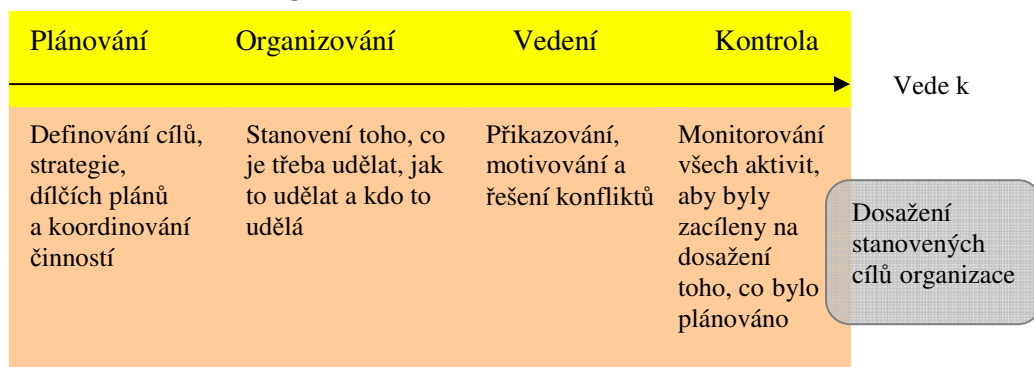 Plánování
Organizování
Vedení
Kontrola
Vede k
Definování cílů,
strategie,
dílčích plánů
a koordinování
činností
Stanovení toho, co
je třeba udělat, jak
to udělat a kdo to
udělá
Přikazování,
motivování a
řešení konfliktů
Monitorování
všech aktivit,
aby byly
zacíleny na
dosažení
toho, co bylo
plánováno
Dosažení
stanovených
cílů organizace